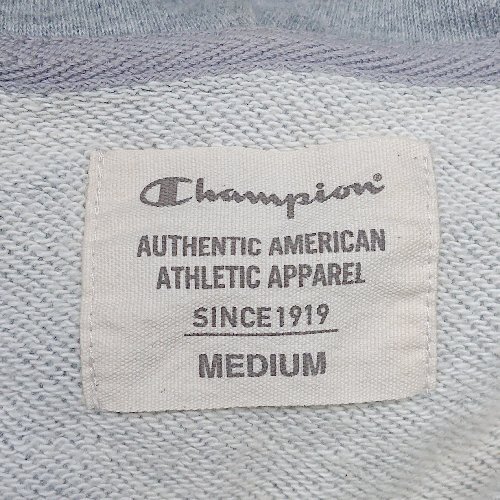 Champion®
AUTHENTIC AMERICAN
ATHLETIC APPAREL
SINCE 1919
MEDIUM